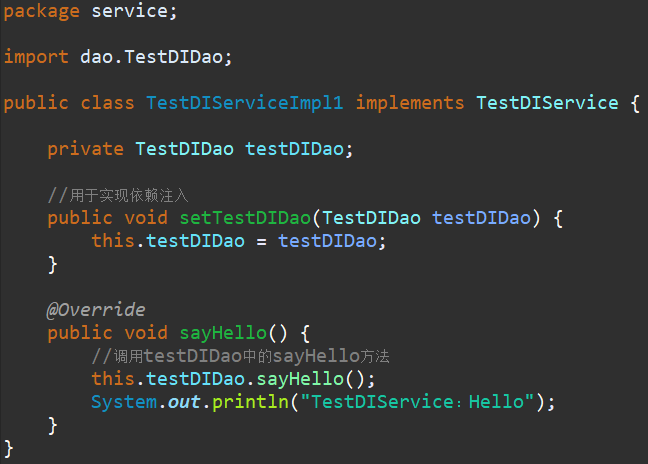 package service;
import dao.TestDIDao;
public class TestDIServiceImpl1 implements TestDIService {
private TestDIDao testDIDao;
//用于实现依赖注入
public void setTestDIDao(TestDIDao testDIDao) {
this.testDIDao = testDIDao;
}
@Override
public void sayHello() {
//调用testDIDao中的sayHello方法
this.testDIDao.sayHello();
System.out.println("TestDIService：Hello");
}
}